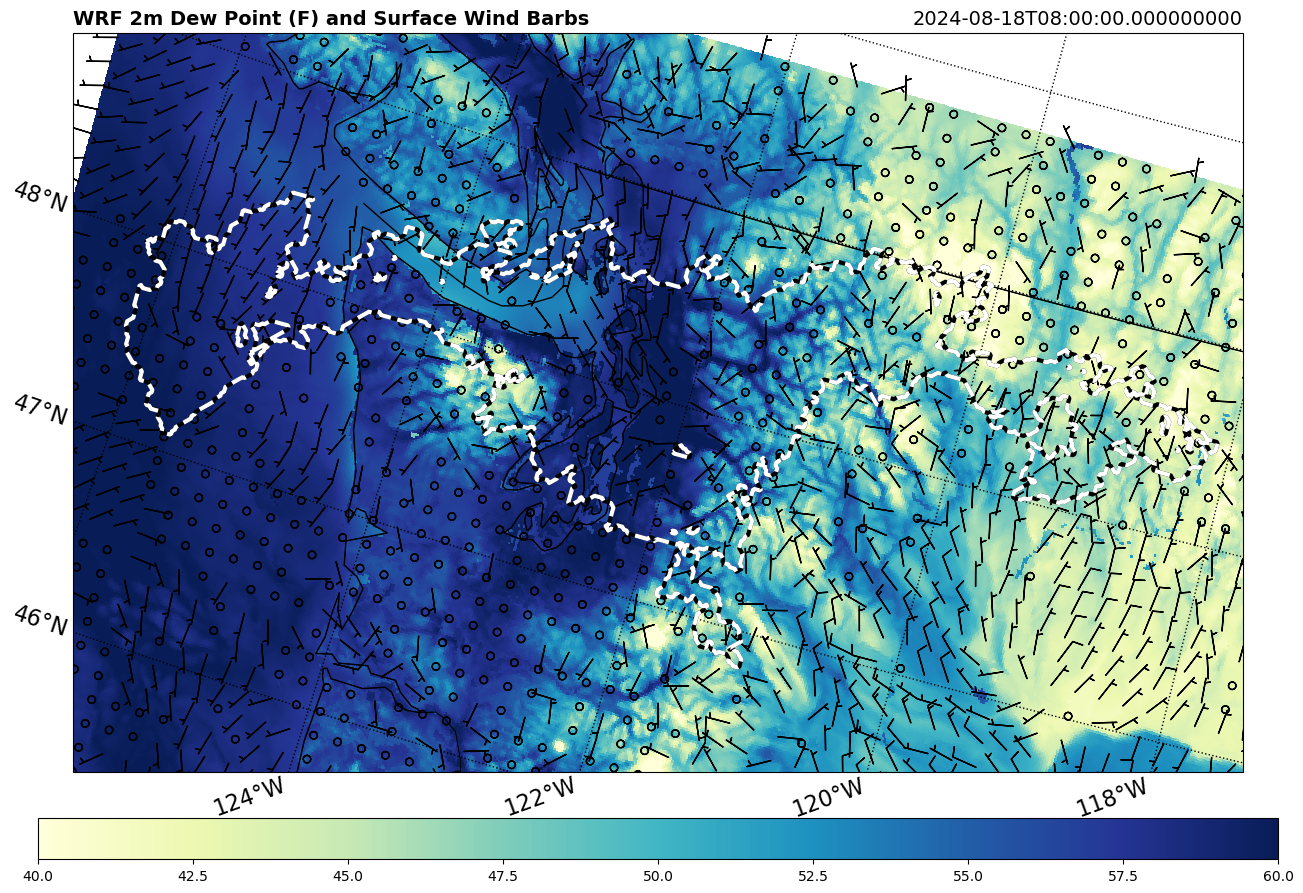 WRF 2m Dew Point (F) and Surface Wind Barbs
2024-08-18T08:00:00.000000000
48°N
47°N
46°N
124°W
122°W
120°W
118°W
40.0
42.5
45.0
47.5
50.0
52.5
55.0
57.5
60.0